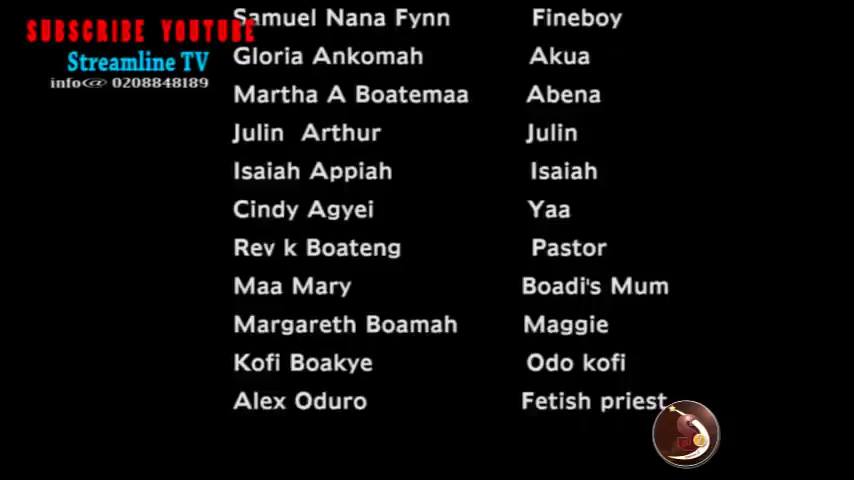 SUBSCRIBE YOUTUBE
Streamline TV
info@ 0208848189
Samuel Nana Fynn Fineboy
Gloria Ankomah Akua
Martha A Boatemaa Abena
Julin Arthur Julin
Isaiah Appiah Isaiah
Cindy Agyei Yaa
Rev k Boateng Pastor
Maa Mary Boadi's Mum
Margareth Boamah Maggie
Kofi Boakye Odo kofi
Alex Oduro Fetish priest